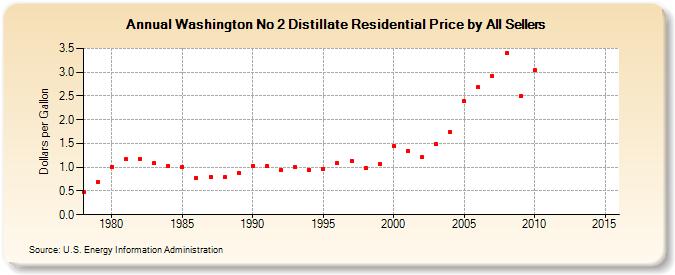 Annual Washington No 2 Distillate Residential Price by All Sellers
Dollars per Gallon
3.5
3.0
2.5
2.0
1.5
1.0
0.5
0.0
1980 1985 1990 1995 2000 2005 2010 2015
Source: U.S. Energy Information Administration